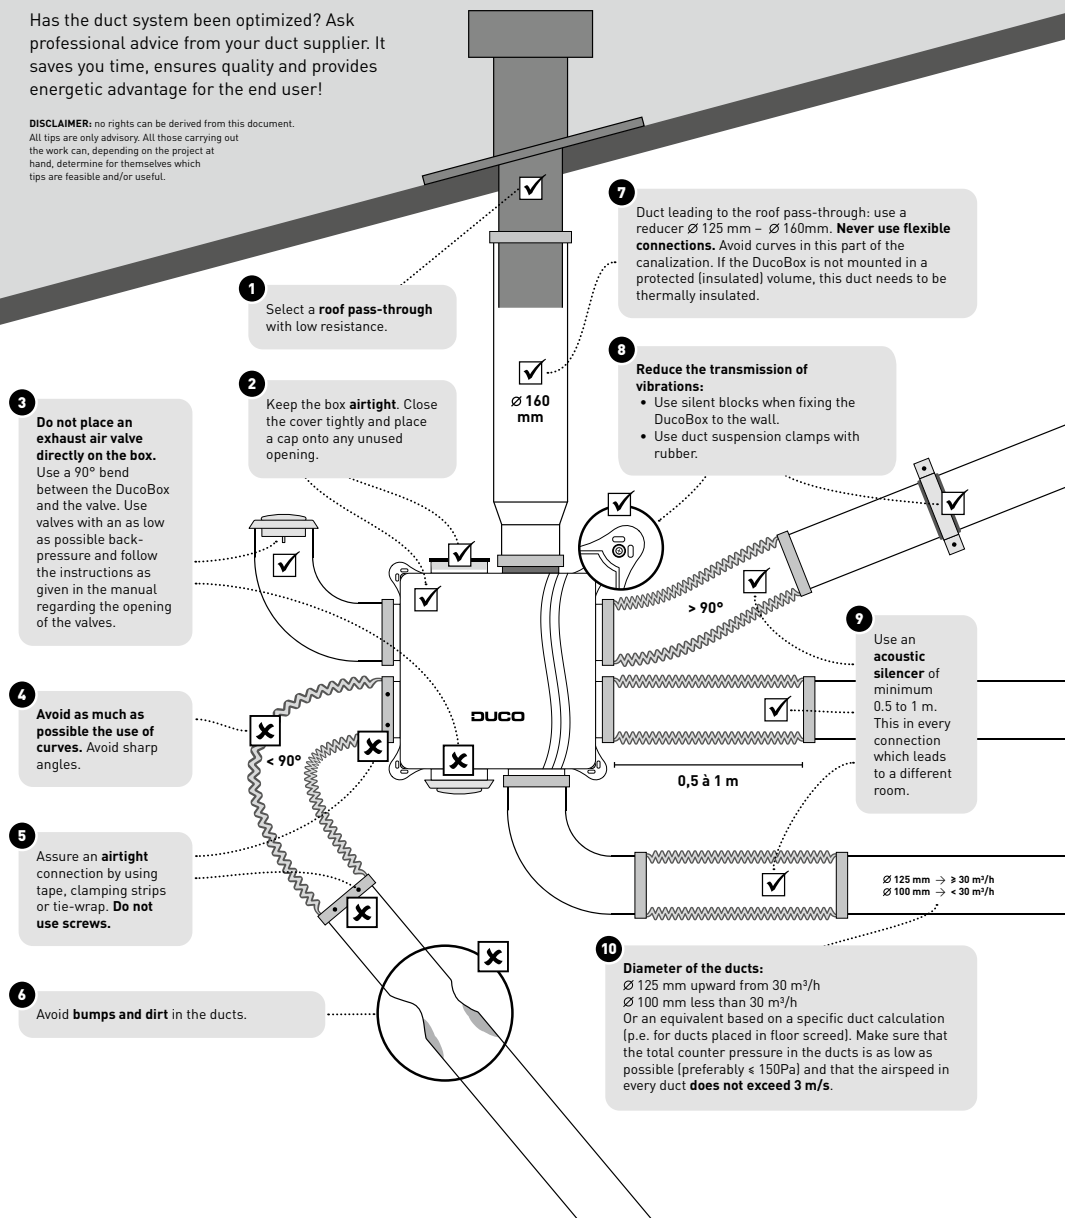 Has the duct system been optimized? Ask
professional advice from your duct supplier. It
saves you time, ensures quality and provides
energetic advantage for the end user!
DISCLAIMER: no rights can be derived from this document.
All tips are only advisory. All those carrying out
the work can, depending on the project at
hand, determine for themselves which
tips are feasible and/or useful.
1
Select a roof pass-through
with low resistance.
2
Keep the box airtight. Close
the cover tightly and place
a cap onto any unused
opening.
3
Do not place an
exhaust air valve
directly on the box.
Use a 90° bend
between the DucoBox
and the valve. Use
valves with an as low
as possible back-
pressure and follow
the instructions as
given in the manual
regarding the opening
of the valves.
4
Avoid as much as
possible the use of
curves. Avoid sharp
angles.
5
Assure an airtight
connection by using
tape, clamping strips
or tie-wrap. Do not
use screws.
6
Avoid bumps and dirt in the ducts.
7
Duct leading to the roof pass-through: use a
reducer Ø 125 mm – Ø 160mm. Never use flexible
connections. Avoid curves in this part of the
canalization. If the DucoBox is not mounted in a
protected (insulated) volume, this duct needs to be
thermally insulated.
8
Reduce the transmission of
vibrations:
• Use silent blocks when fixing the
DucoBox to the wall.
• Use duct suspension clamps with
rubber.
Ø 160
mm
> 90°
< 90°
DUCO
0,5 à 1 m
9
Use an
acoustic
silencer of
minimum
0.5 to 1 m.
This in every
connection
which leads
to a different
room.
Ø 125 mm → ≥ 30 m³/h
Ø 100 mm → < 30 m³/h
10
Diameter of the ducts:
Ø 125 mm upward from 30 m³/h
Ø 100 mm less than 30 m³/h
Or an equivalent based on a specific duct calculation
(p.e. for ducts placed in floor screed). Make sure that
the total counter pressure in the ducts is as low as
possible (preferably ≤ 150Pa) and that the airspeed in
every duct does not exceed 3 m/s.